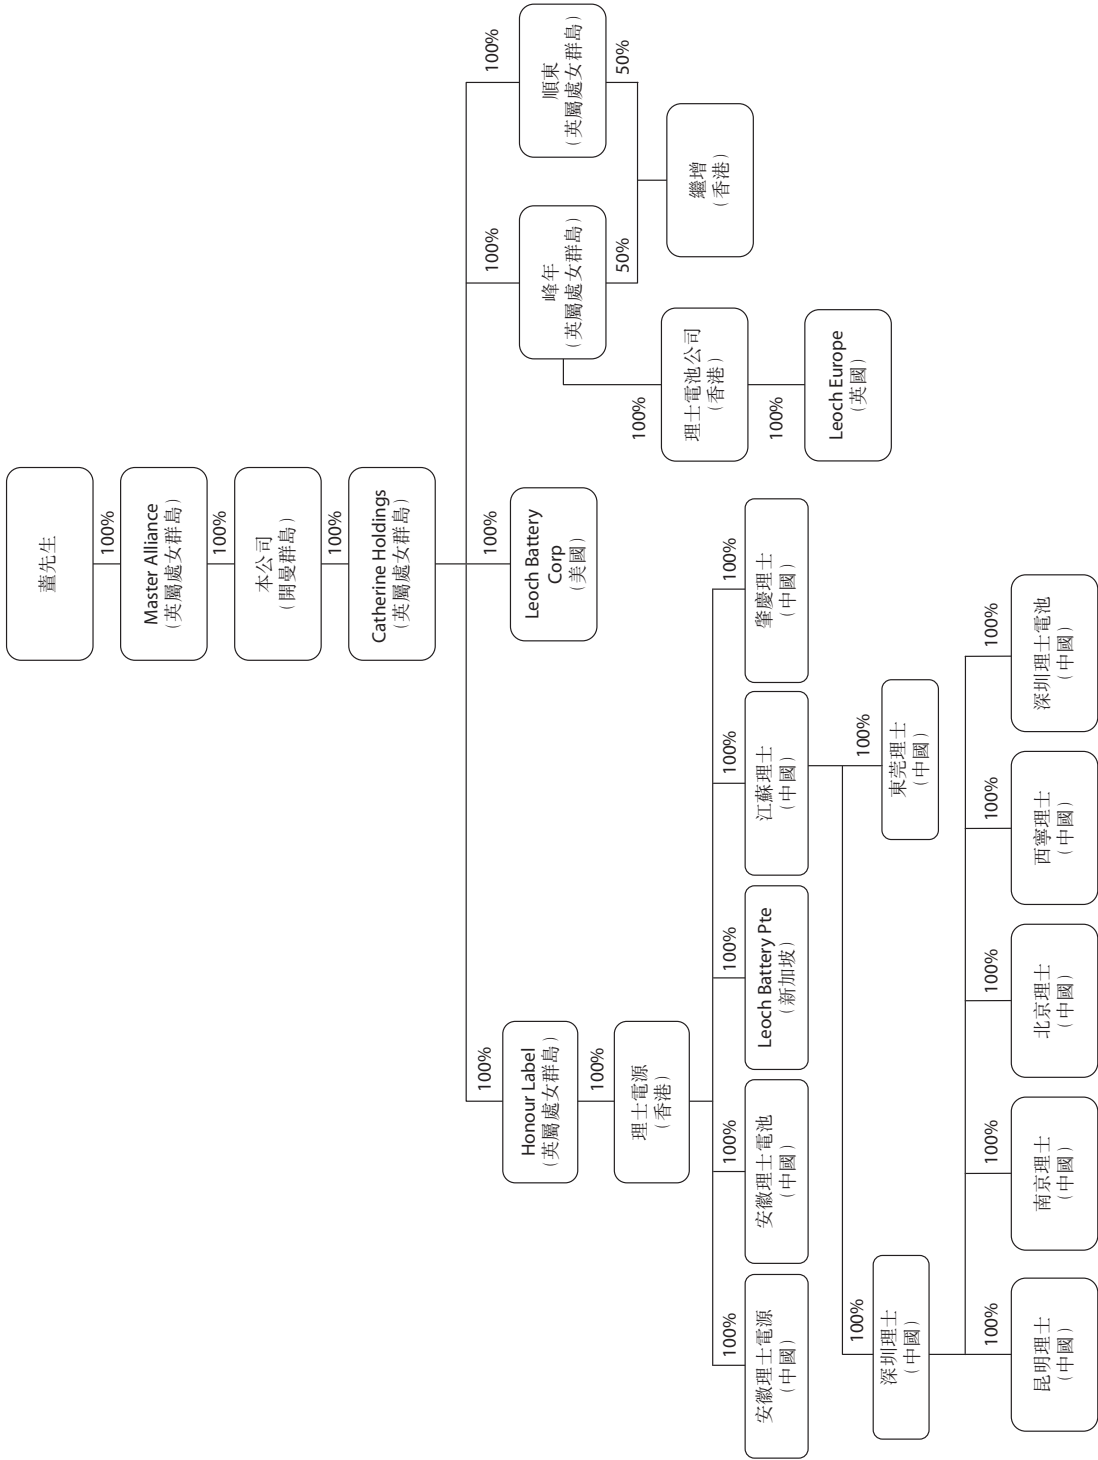 董先生
100%
Master Alliance
（英屬處女群島）
100%
本公司
（開曼群島）
100%
Catherine Holdings
（英屬處女群島）
100%
100%
100%
100%
Honour Label
（英屬處女群島）
Leoch Battery
Corp
（美國）
峰年
（英屬處女群島）
順東
（英屬處女群島）
100%
50%
50%
理士電源
（香港）
100%
理士電池公司
（香港）
繼增
（香港）
100%
100%
100%
100%
100%
100%
安徽理士電源
（中國）
安徽理士電池
（中國）
Leoch Battery Pte
（新加坡）
江蘇理士
（中國）
肇慶理士
（中國）
Leoch Europe
（英國）
100%
100%
深圳理士
（中國）
東莞理士
（中國）
100%
100%
100%
100%
100%
昆明理士
（中國）
南京理士
（中國）
北京理士
（中國）
西寧理士
（中國）
深圳理士電池
（中國）